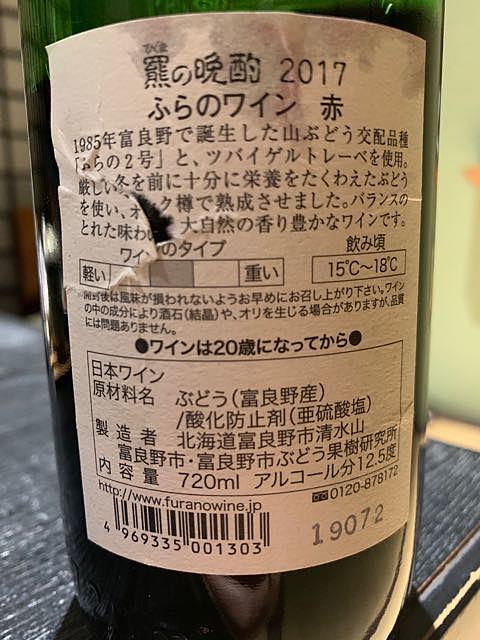 ひぐま
羆の晩酌 2017
ふらのワイン 赤
1985年富良野で誕生した山ぶどう交配品種
「ふらの2号」と、ツバイゲルトレーベを使用。
厳しい冬を前に十分に栄養をたくわえたぶどう
を使い、オ ク樽で熟成させました。バランスの
とれた味わい 大自然の香り豊かなワインです。
ワインのタイプ 飲み頃
軽い 重い 15℃~18℃
開封後は風味が損われないようお早めにお召し上がり下さい。ワイン
の中の成分により酒石(結晶)や、オリを生じる場合がありますが、品質
には問題ありません。
●ワインは20歳になってから●
日本ワイン
原材料名 ぶどう(富良野産)
/酸化防止剤(亜硫酸塩)
製造者 北海道富良野市清水山
富良野市・富良野市ぶどう果樹研究所
内容量 720ml アルコール分12.5度
http://www.furanowine.jp 0120-878172
4 969335 001303
19072